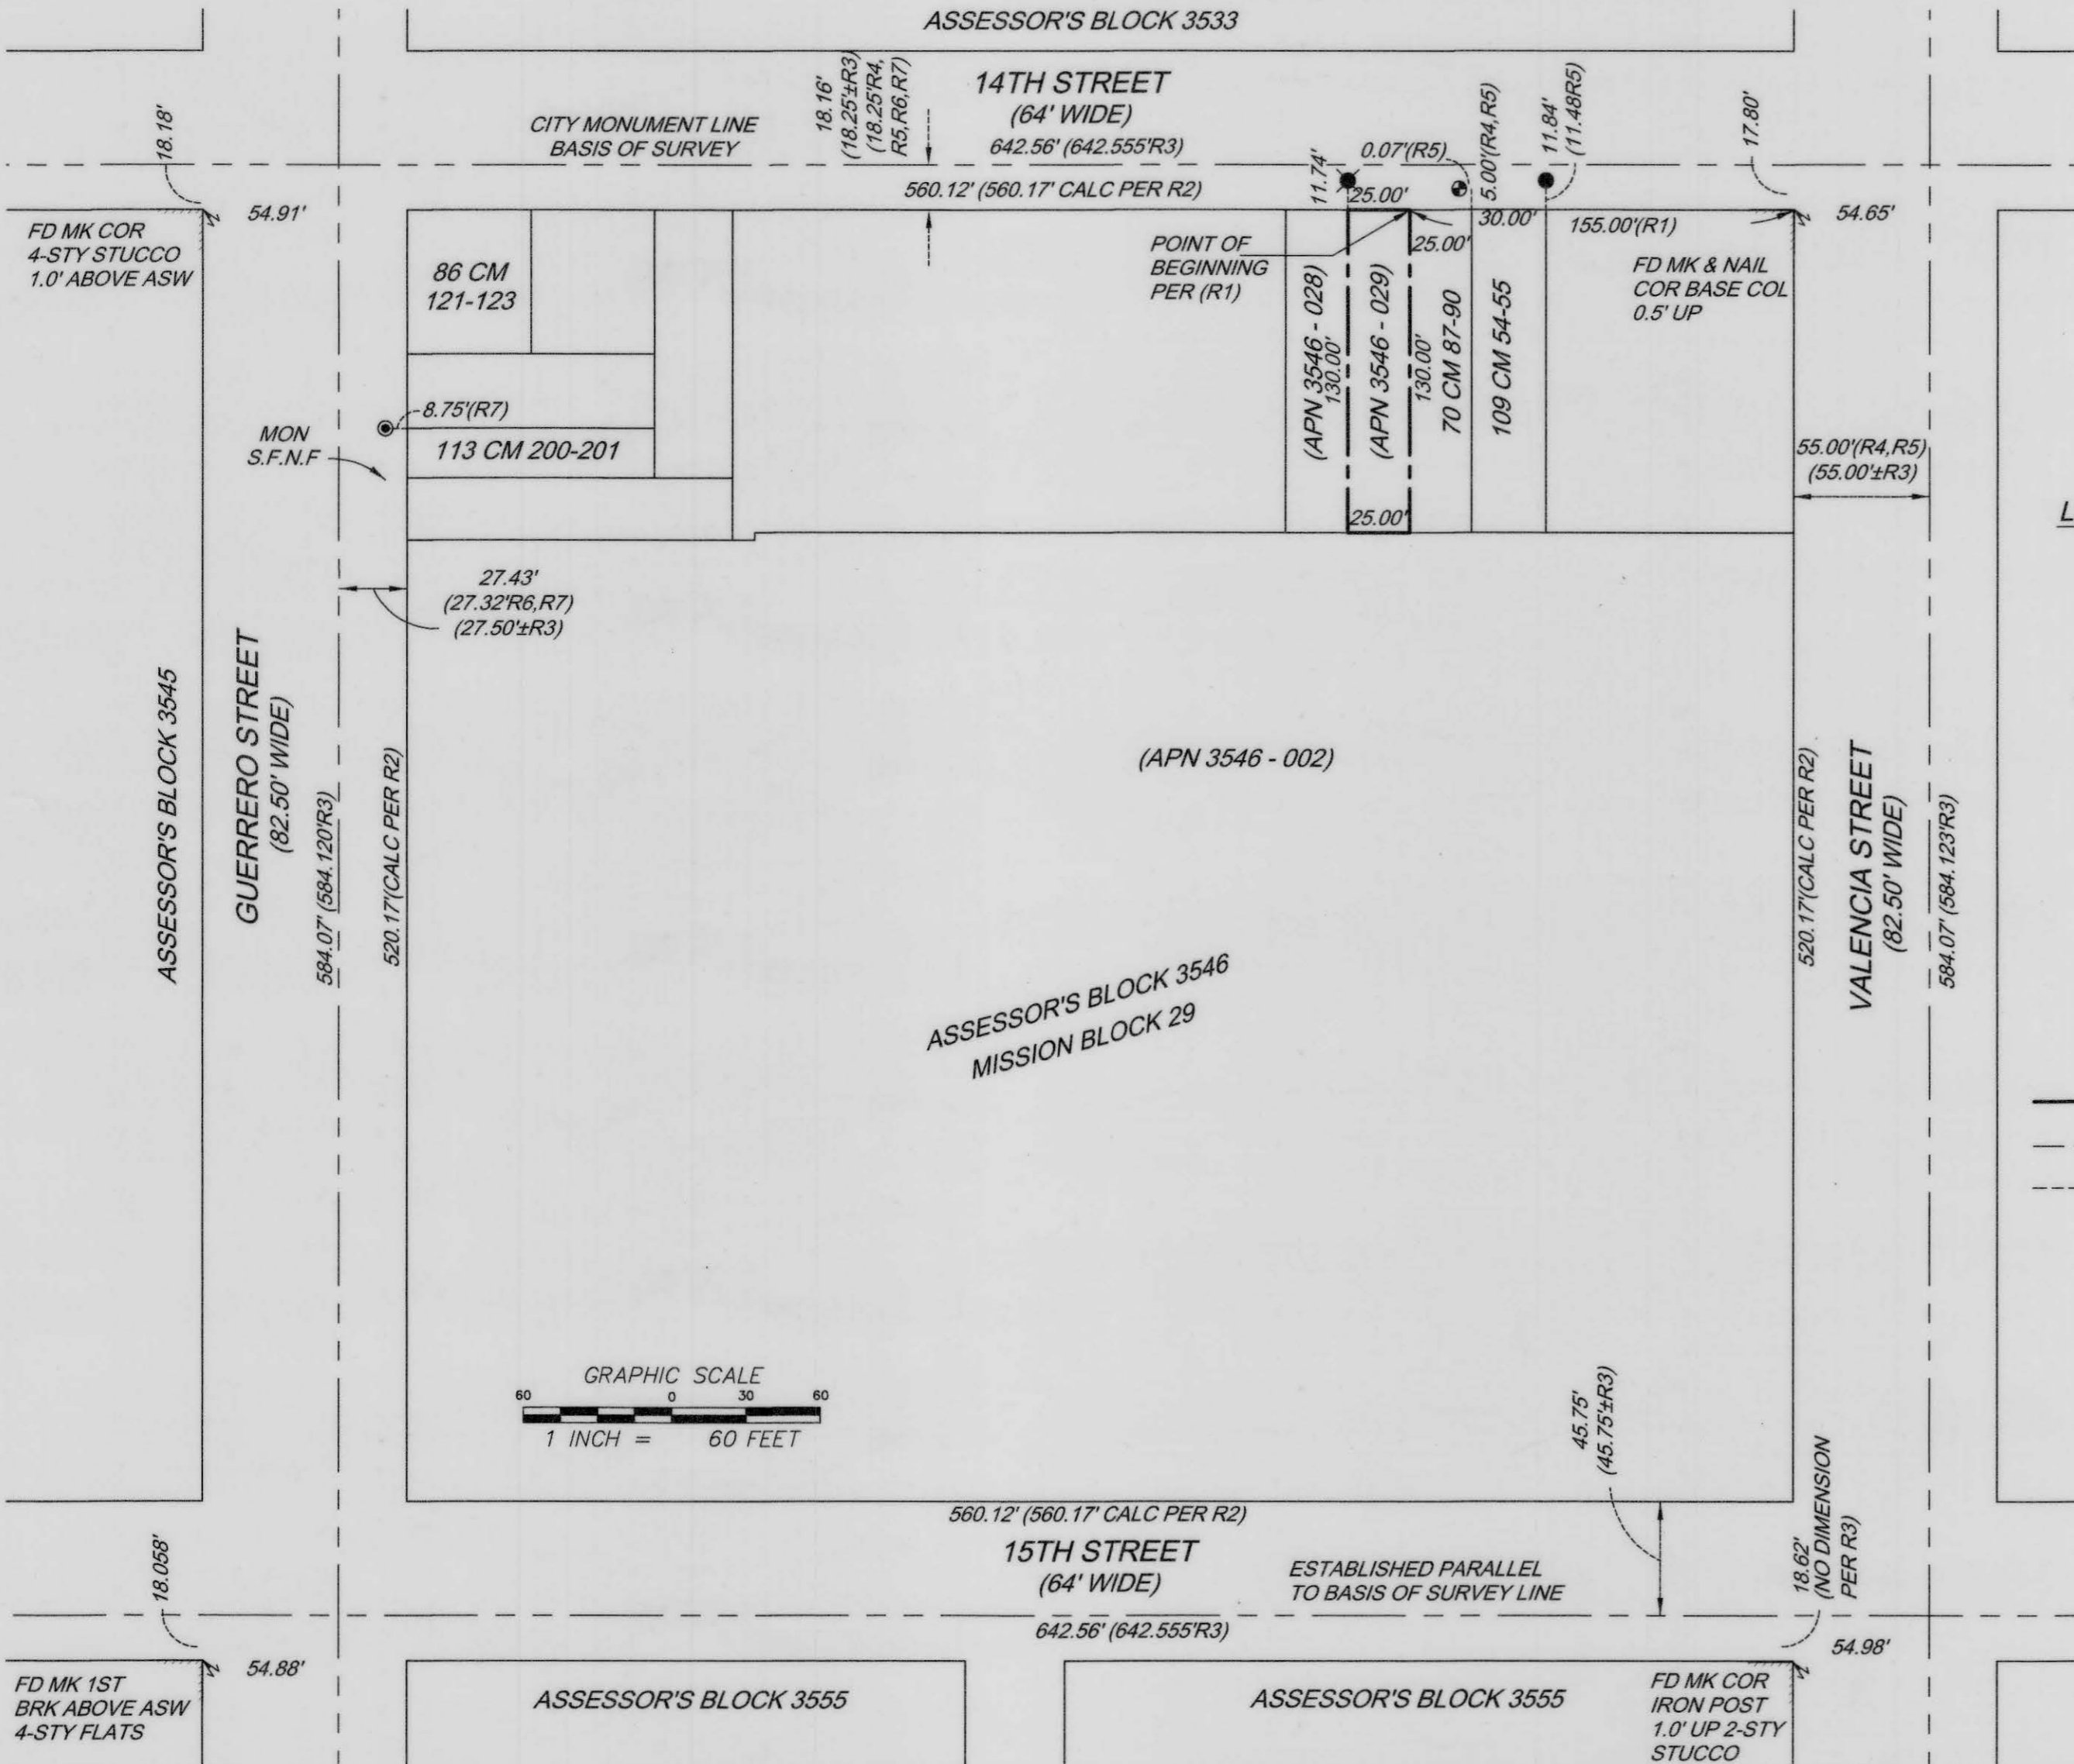 ASSESSOR'S BLOCK 3533
14TH STREET
(64' WIDE)
642.56' (642.555'R3)
CITY MONUMENT LINE
BASIS OF SURVEY
18.16'
(18.25'±R3)
(18.25'R4,
R5,R6,R7)
560.12' (560.17' CALC PER R2)
18.18'
54.91'
FD MK COR
4-STY STUCCO
1.0' ABOVE ASW
11.74'
0.07'(R5)
5.00'(R4,R5)
11.84'
(11.48R5)
17.80'
25.00'
30.00'
25.00'
155.00'(R1)
54.65'
POINT OF
BEGINNING
PER (R1)
FD MK & NAIL
COR BASE COL
0.5' UP
86 CM
121-123
8.75'(R7)
113 CM 200-201
MON
S.F.N.F
(APN 3546 - 028)
130.00'
(APN 3546 - 029)
130.00'
70 CM 87-90
109 CM 54-55
25.00'
55.00'(R4,R5)
(55.00'±R3)
L
27.43'
(27.32'R6,R7)
(27.50'±R3)
ASSESSOR'S BLOCK 3545
GUERRERO STREET
(82.50' WIDE)
584.07' (584.120'R3)
520.17'(CALC PER R2)
(APN 3546 - 002)
520.17'(CALC PER R2)
VALENCIA STREET
(82.50' WIDE)
584.07' (584.123'R3)
ASSESSOR'S BLOCK 3546
MISSION BLOCK 29
GRAPHIC SCALE
60 0 30 60
1 INCH = 60 FEET
45.75'
(45.75'±R3)
560.12' (560.17' CALC PER R2)
15TH STREET
(64' WIDE)
ESTABLISHED PARALLEL
TO BASIS OF SURVEY LINE
642.56' (642.555'R3)
18.62'
(NO DIMENSION
PER R3)
18.058'
54.98'
54.88'
FD MK 1ST
BRK ABOVE ASW
4-STY FLATS
ASSESSOR'S BLOCK 3555
ASSESSOR'S BLOCK 3555
FD MK COR
IRON POST
1.0' UP 2-STY
STUCCO